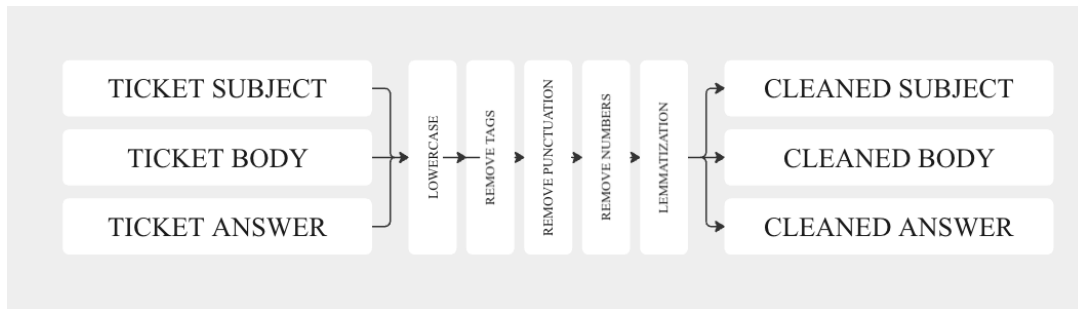 TICKET SUBJECT
TICKET BODY
TICKET ANSWER
LOWERCASE
REMOVE TAGS
REMOVE PUNCTUATION
REMOVE NUMBERS
LEMMATIZATION
CLEANED SUBJECT
CLEANED BODY
CLEANED ANSWER